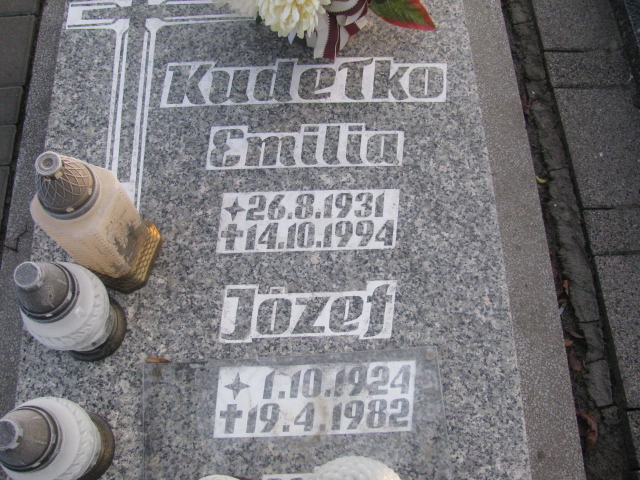 Kudełko
Emilia
✦26.8.1931
✝14.10.1994
Józef
✦1.10.1924
✝19.4.1982